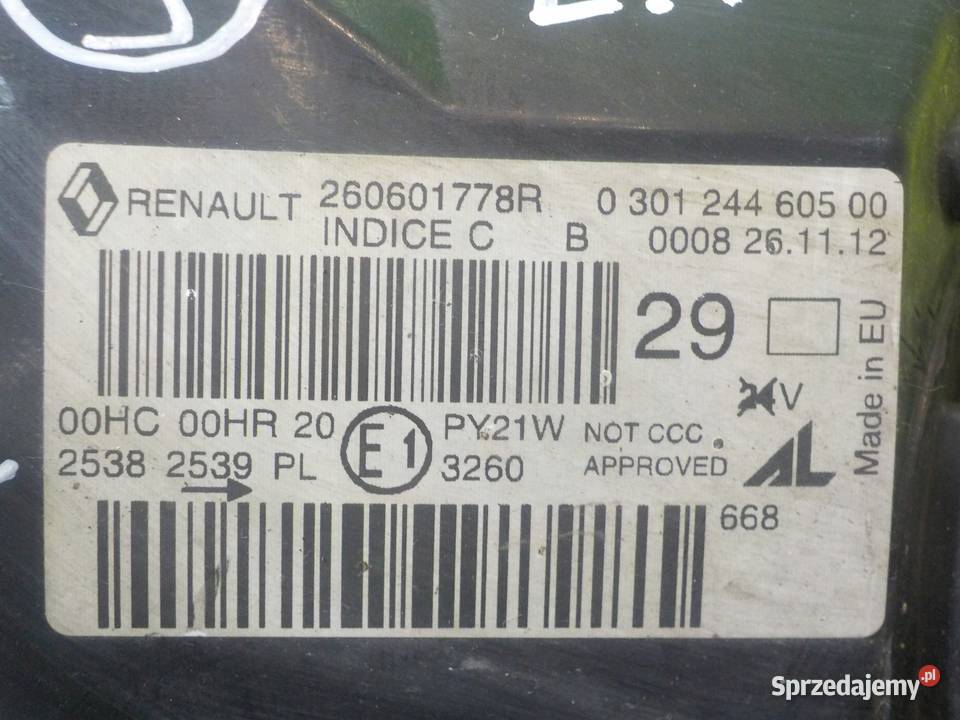 RENAULT 260601778R 0 301 244 605 00
INDICE C B 0008 26.11.12
29
Made in EU
24V
00HC 00HR 20 E1 PY21W NOT CCC
2538 2539 PL 3260 APPROVED AL
668
Sprzedajemy.pl